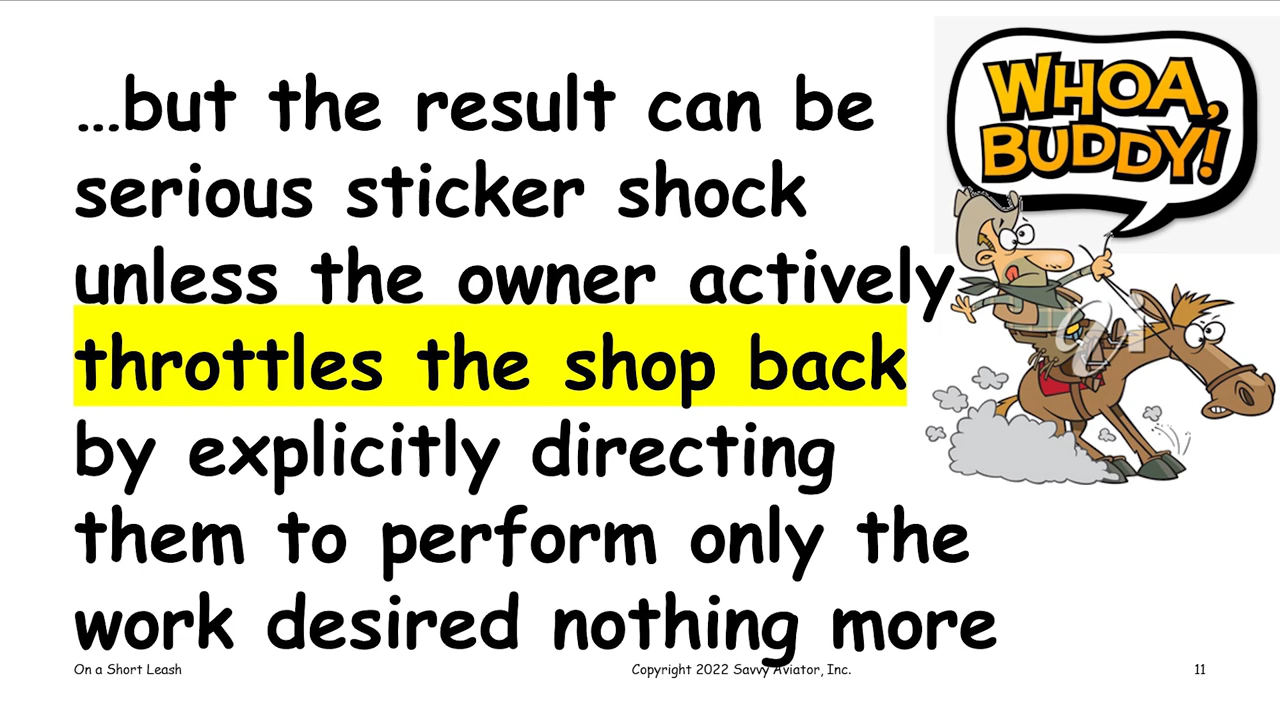 ...but the result can be
serious sticker shock
unless the owner actively
throttles the shop back
by explicitly directing
them to perform only the
work desired nothing more
WHOA,
BUDDY!
On a Short Leash
Copyright 2022 Savvy Aviator, Inc.
11